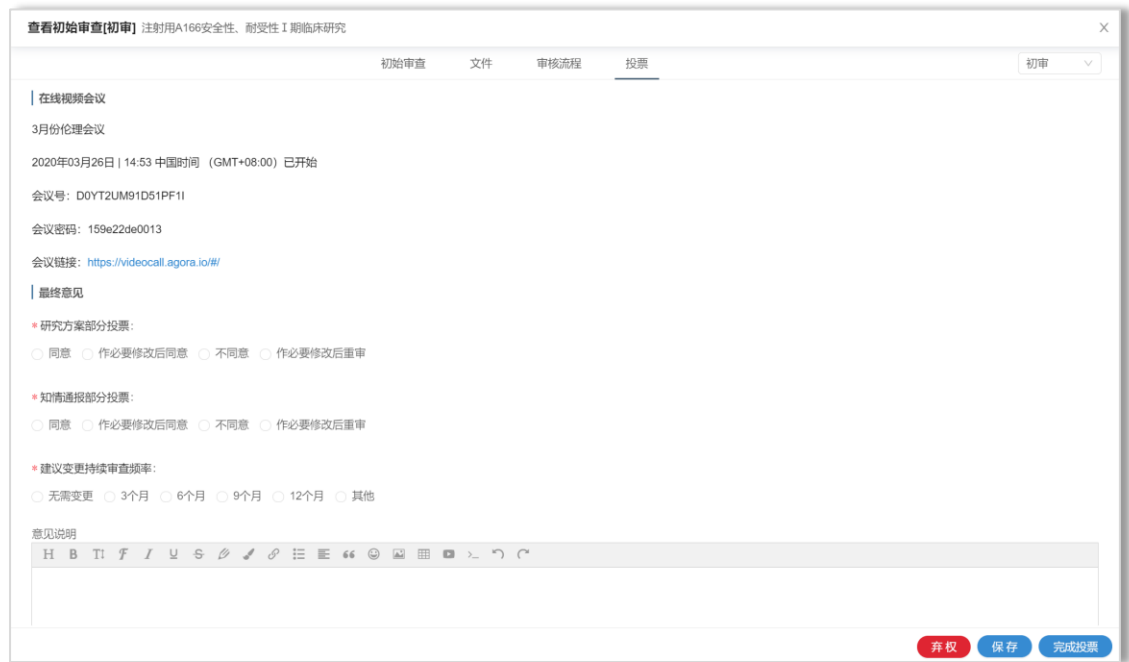 查看初始审查[初审] 注射用A166安全性、耐受性Ⅰ期临床研究
初始审查 文件 审核流程 投票 初审
在线视频会议
3月份伦理会议
2020年03月26日 | 14:53 中国时间 (GMT+08:00) 已开始
会议号：D0YT2UM91D51PF1I
会议密码：159e22de0013
会议链接：https://videocall.agora.io/#/
最终意见
* 研究方案部分投票:
同意 作必要修改后同意 不同意 作必要修改后重审
* 知情通报部分投票:
同意 作必要修改后同意 不同意 作必要修改后重审
* 建议变更持续审查频率:
无需变更 3个月 6个月 9个月 12个月 其他
意见说明
弃权 保存 完成投票